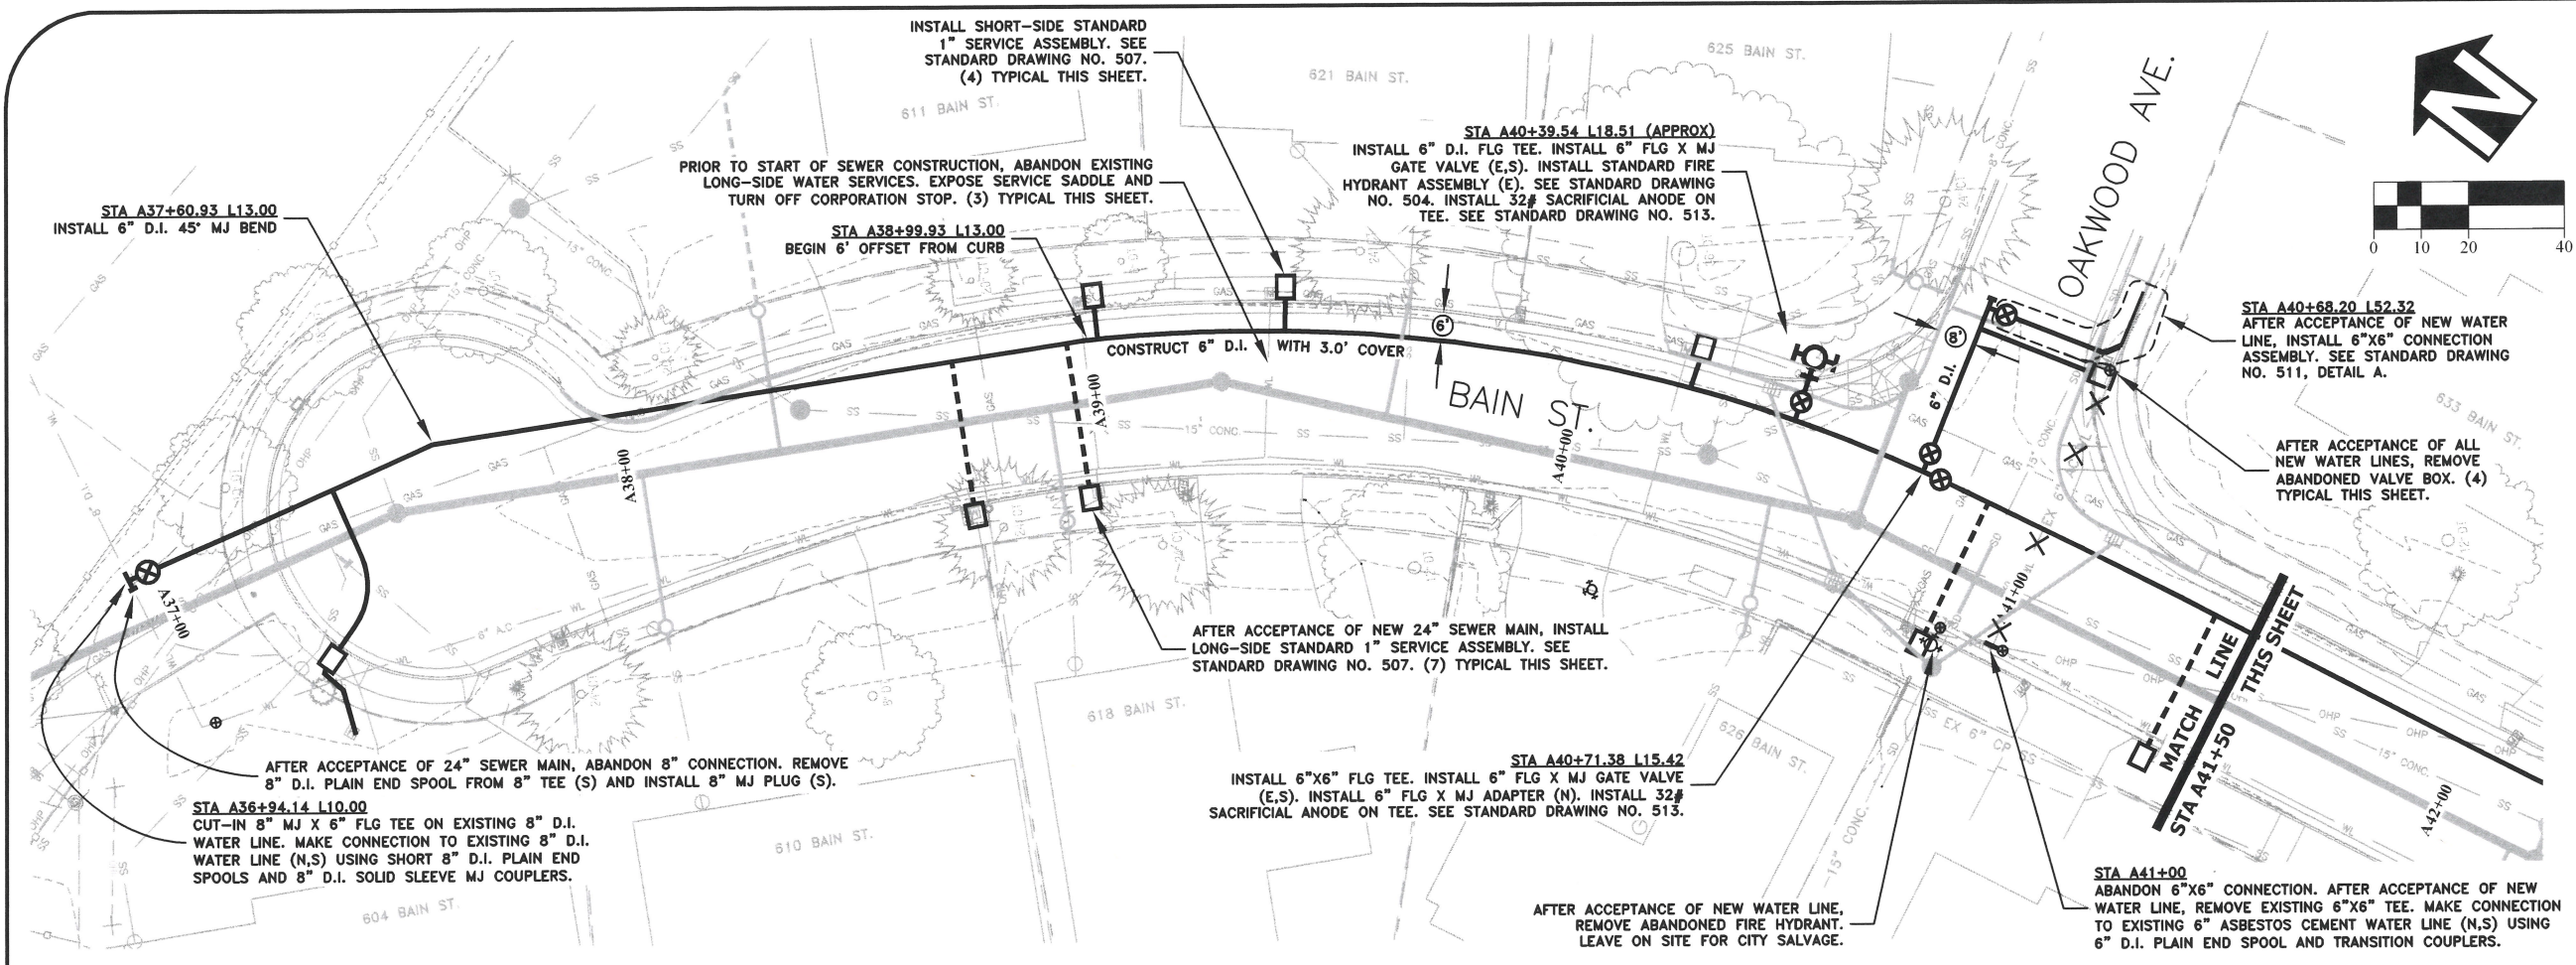 INSTALL SHORT-SIDE STANDARD
1" SERVICE ASSEMBLY. SEE
STANDARD DRAWING NO. 507.
(4) TYPICAL THIS SHEET.
611 BAIN ST.
621 BAIN ST.
625 BAIN ST.
OAKWOOD AVE.
N
0 10 20 40
PRIOR TO START OF SEWER CONSTRUCTION, ABANDON EXISTING
LONG-SIDE WATER SERVICES. EXPOSE SERVICE SADDLE AND
TURN OFF CORPORATION STOP. (3) TYPICAL THIS SHEET.
STA A40+39.54 L18.51 (APPROX)
INSTALL 6" D.I. FLG TEE. INSTALL 6" FLG X MJ
GATE VALVE (E,S). INSTALL STANDARD FIRE
HYDRANT ASSEMBLY (E). SEE STANDARD DRAWING
NO. 504. INSTALL 32# SACRIFICIAL ANODE ON
TEE. SEE STANDARD DRAWING NO. 513.
STA A37+60.93 L13.00
INSTALL 6" D.I. 45° MJ BEND
STA A38+99.93 L13.00
BEGIN 6' OFFSET FROM CURB
STA A40+68.20 L52.32
AFTER ACCEPTANCE OF NEW WATER
LINE, INSTALL 6"X6" CONNECTION
ASSEMBLY. SEE STANDARD DRAWING
NO. 511, DETAIL A.
CONSTRUCT 6" D.I. WITH 3.0' COVER
6'
8'
6" D.I.
BAIN ST.
633 BAIN ST.
AFTER ACCEPTANCE OF ALL
NEW WATER LINES, REMOVE
ABANDONED VALVE BOX. (4)
TYPICAL THIS SHEET.
A37+00
A38+00
A39+00
A40+00
A41+00
A42+00
15" CONC.
AFTER ACCEPTANCE OF NEW 24" SEWER MAIN, INSTALL
LONG-SIDE STANDARD 1" SERVICE ASSEMBLY. SEE
STANDARD DRAWING NO. 507. (7) TYPICAL THIS SHEET.
MATCH LINE
STA A41+50 THIS SHEET
618 BAIN ST.
626 BAIN ST.
EX 6" CP
AFTER ACCEPTANCE OF 24" SEWER MAIN, ABANDON 8" CONNECTION. REMOVE
8" D.I. PLAIN END SPOOL FROM 8" TEE (S) AND INSTALL 8" MJ PLUG (S).
STA A36+94.14 L10.00
CUT-IN 8" MJ X 6" FLG TEE ON EXISTING 8" D.I.
WATER LINE. MAKE CONNECTION TO EXISTING 8" D.I.
WATER LINE (N,S) USING SHORT 8" D.I. PLAIN END
SPOOLS AND 8" D.I. SOLID SLEEVE MJ COUPLERS.
STA A40+71.38 L15.42
INSTALL 6"X6" FLG TEE. INSTALL 6" FLG X MJ GATE VALVE
(E,S). INSTALL 6" FLG X MJ ADAPTER (N). INSTALL 32#
SACRIFICIAL ANODE ON TEE. SEE STANDARD DRAWING NO. 513.
610 BAIN ST.
604 BAIN ST.
15" CONC.
AFTER ACCEPTANCE OF NEW WATER LINE,
REMOVE ABANDONED FIRE HYDRANT.
LEAVE ON SITE FOR CITY SALVAGE.
STA A41+00
ABANDON 6"X6" CONNECTION. AFTER ACCEPTANCE OF NEW
WATER LINE, REMOVE EXISTING 6"X6" TEE. MAKE CONNECTION
TO EXISTING 6" ASBESTOS CEMENT WATER LINE (N,S) USING
6" D.I. PLAIN END SPOOL AND TRANSITION COUPLERS.